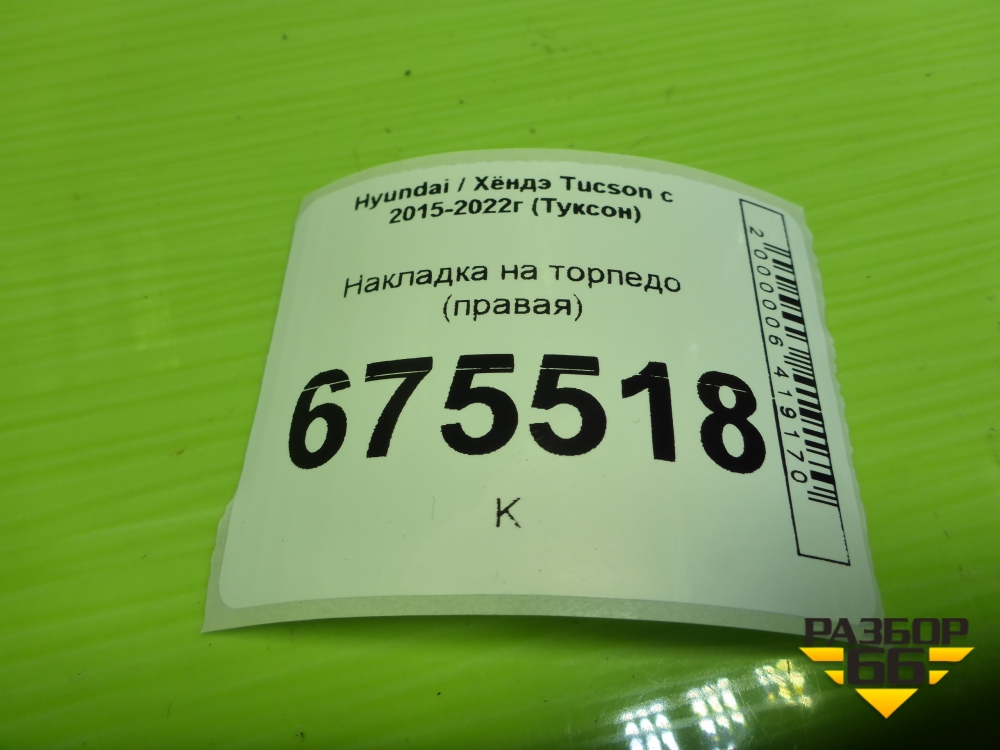 Hyundai / Хёндэ Tucson с
2015-2022г (Туксон)
Накладка на торпедо
(правая)
675518
К
2000006419170
РАЗБОР
66